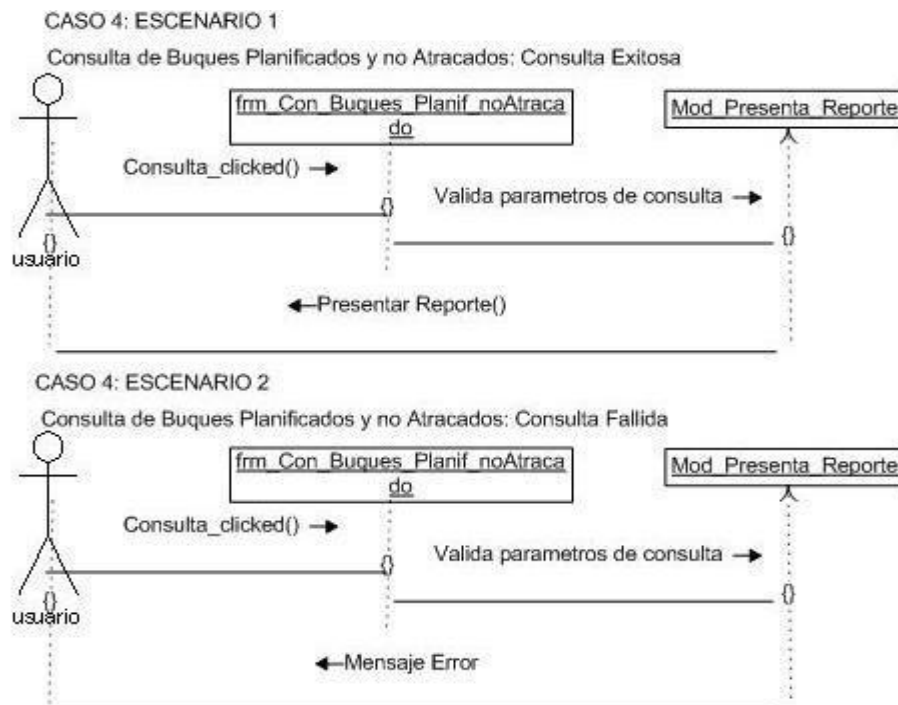 CASO 4: ESCENARIO 1
Consulta de Buques Planificados y no Atracados: Consulta Exitosa
frm_Con_Buques_Planif_noAtraca
do
Mod_Presenta_Reporte
Consulta_clicked()
Valida parametros de consulta
{}
{}
{}
usuario
Presentar Reporte()
CASO 4: ESCENARIO 2
Consulta de Buques Planificados y no Atracados: Consulta Fallida
frm_Con_Buques_Planif_noAtraca
do
Mod_Presenta_Reporte
Consulta_clicked()
Valida parametros de consulta
{}
{}
{}
usuario
Mensaje Error